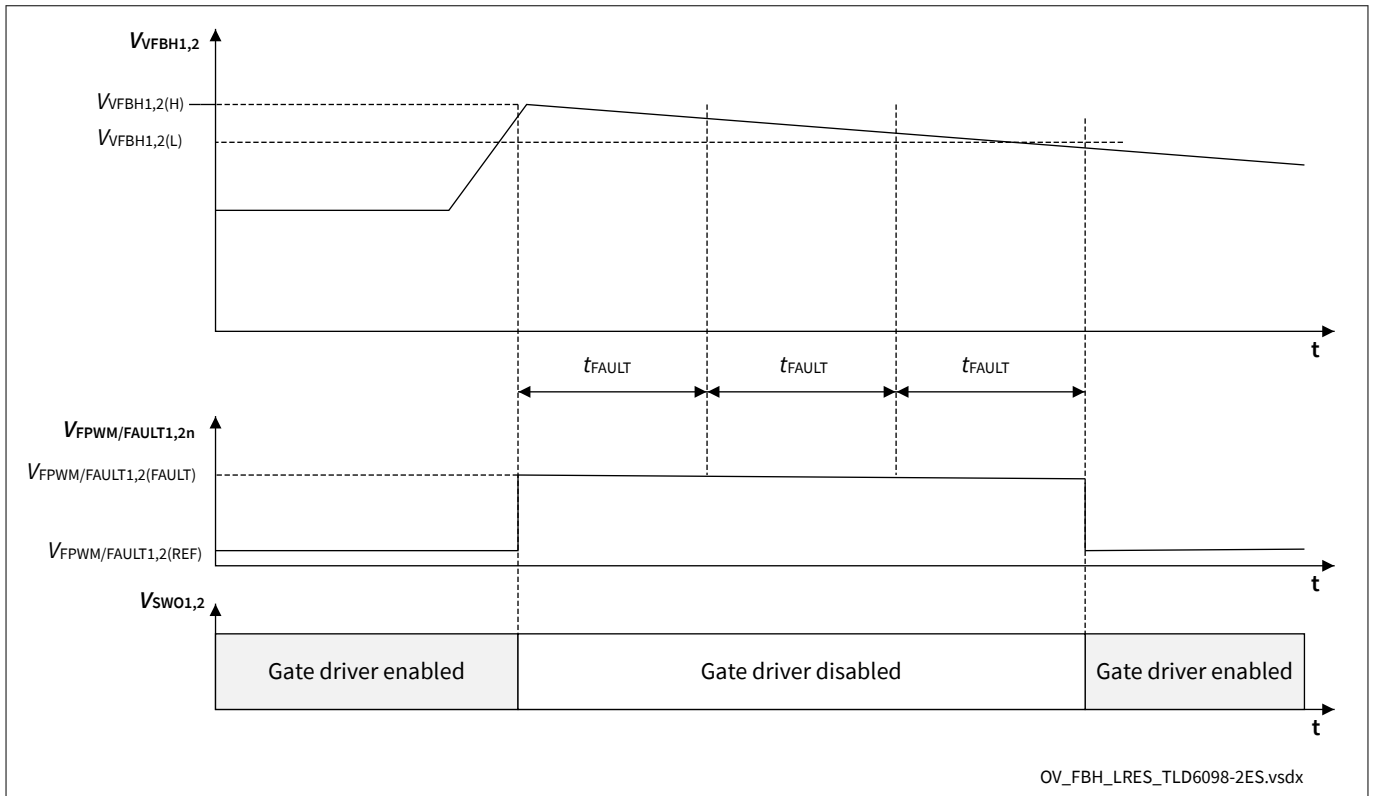 VVFBH1,2
VVFBH1,2(H)
VVFBH1,2(L)
t
tFAULT tFAULT tFAULT
VFPWM/FAULT1,2n
VFPWM/FAULT1,2(FAULT)
VFPWM/FAULT1,2(REF)
t
VSWO1,2
Gate driver enabled Gate driver disabled Gate driver enabled
t
OV_FBH_LRES_TLD6098-2ES.vsdx